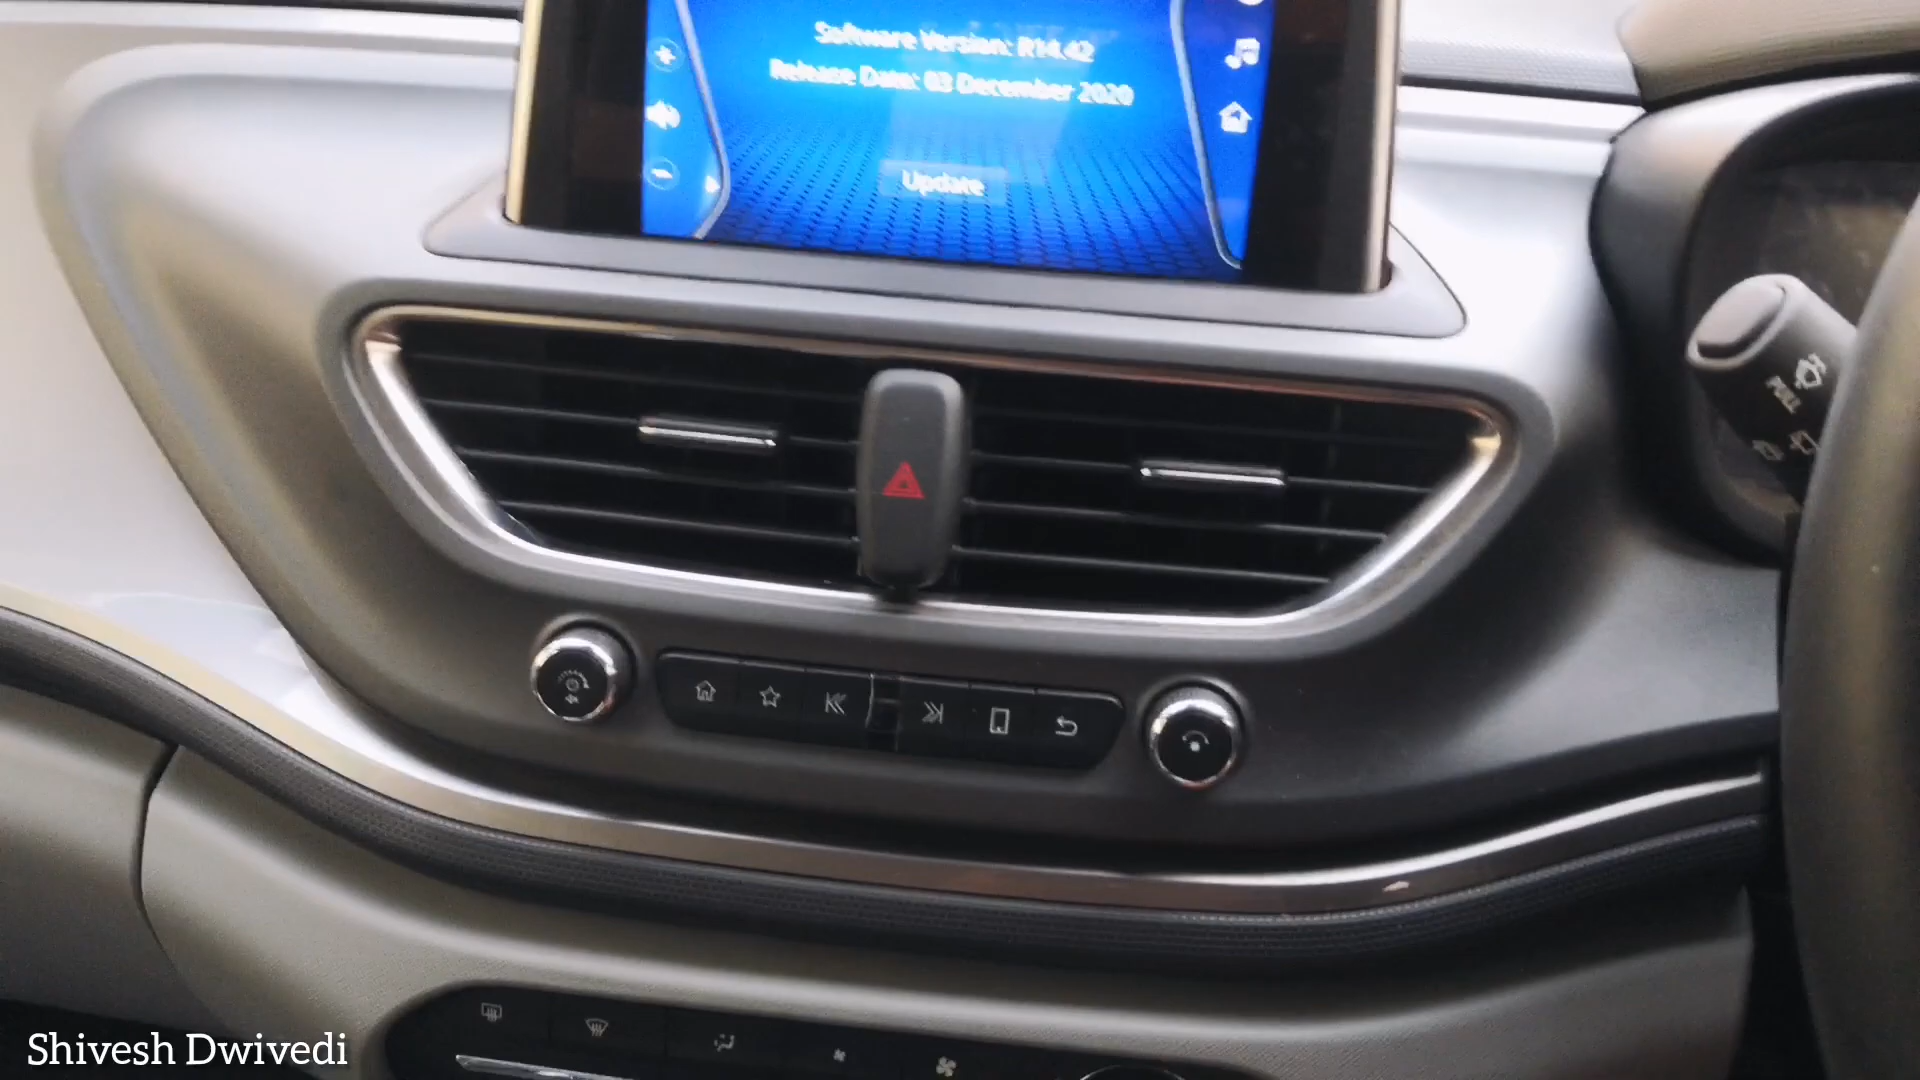 Software Version: R14.42
Release Date: 03 December 2020
Update
Shivesh Dwivedi